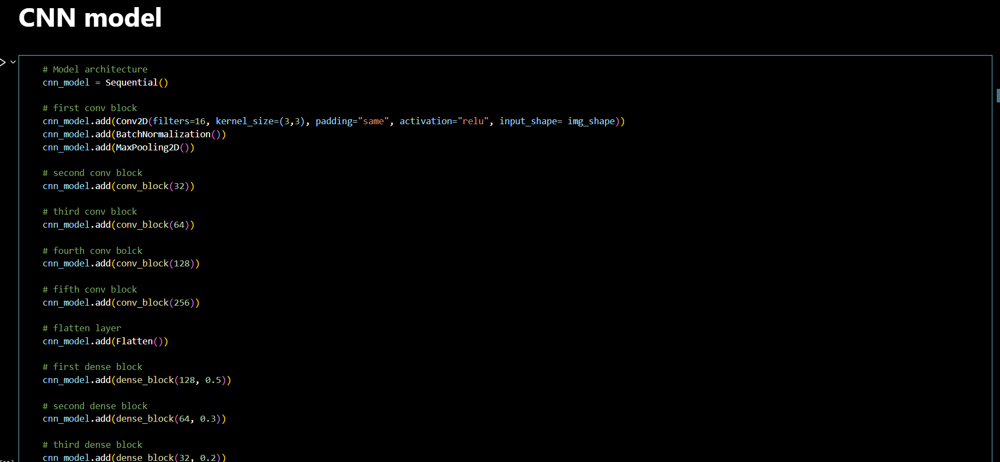 CNN model
# Model architecture
cnn_model = Sequential()
# first conv block
cnn_model.add(Conv2D(filters=16, kernel_size=(3,3), padding="same", activation="relu", input_shape= img_shape))
cnn_model.add(BatchNormalization())
cnn_model.add(MaxPooling2D())
# second conv block
cnn_model.add(conv_block(32))
# third conv block
cnn_model.add(conv_block(64))
# fourth conv bolck
cnn_model.add(conv_block(128))
# fifth conv block
cnn_model.add(conv_block(256))
# flatten layer
cnn_model.add(Flatten())
# first dense block
cnn_model.add(dense_block(128, 0.5))
# second dense block
cnn_model.add(dense_block(64, 0.3))
# third dense block
cnn_model.add(dense_block(32, 0.2))